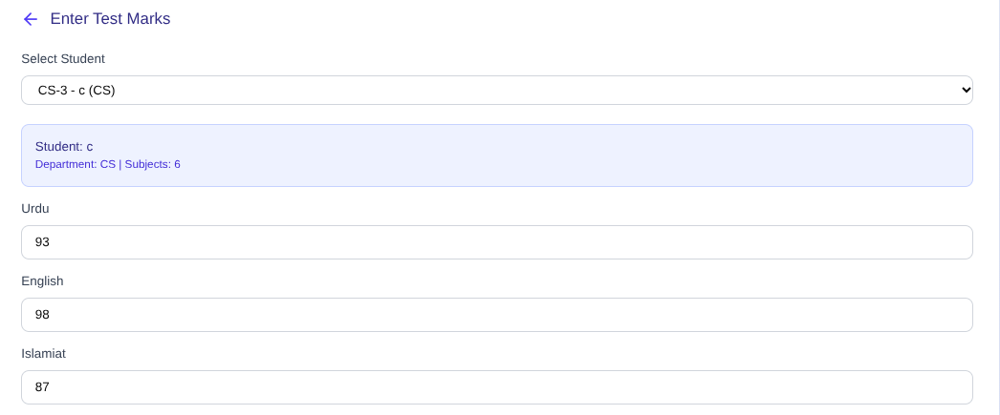 Enter Test Marks
Select Student
CS-3 - c (CS)
Student: c
Department: CS | Subjects: 6
Urdu
93
English
98
Islamiat
87